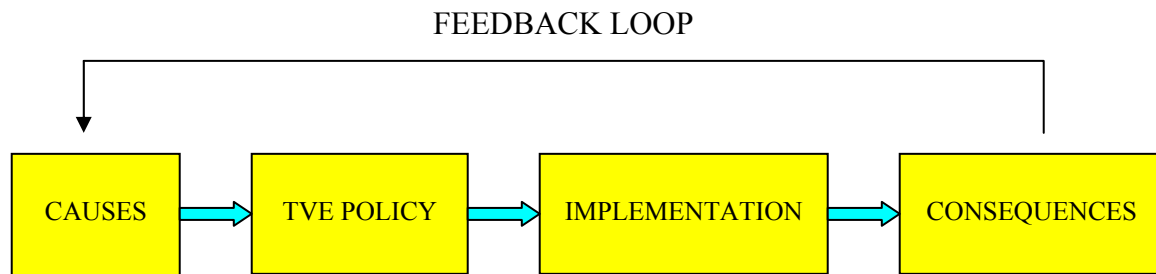 FEEDBACK LOOP
CAUSES
TVE POLICY
IMPLEMENTATION
CONSEQUENCES